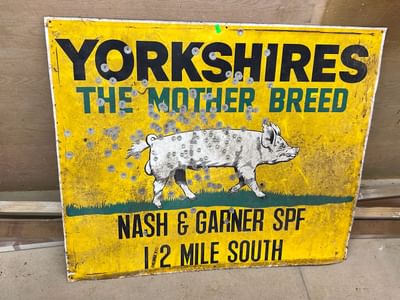 YORKSHIRES
THE MOTHER BREED
NASH & GARNER SPF
1/2 MILE SOUTH